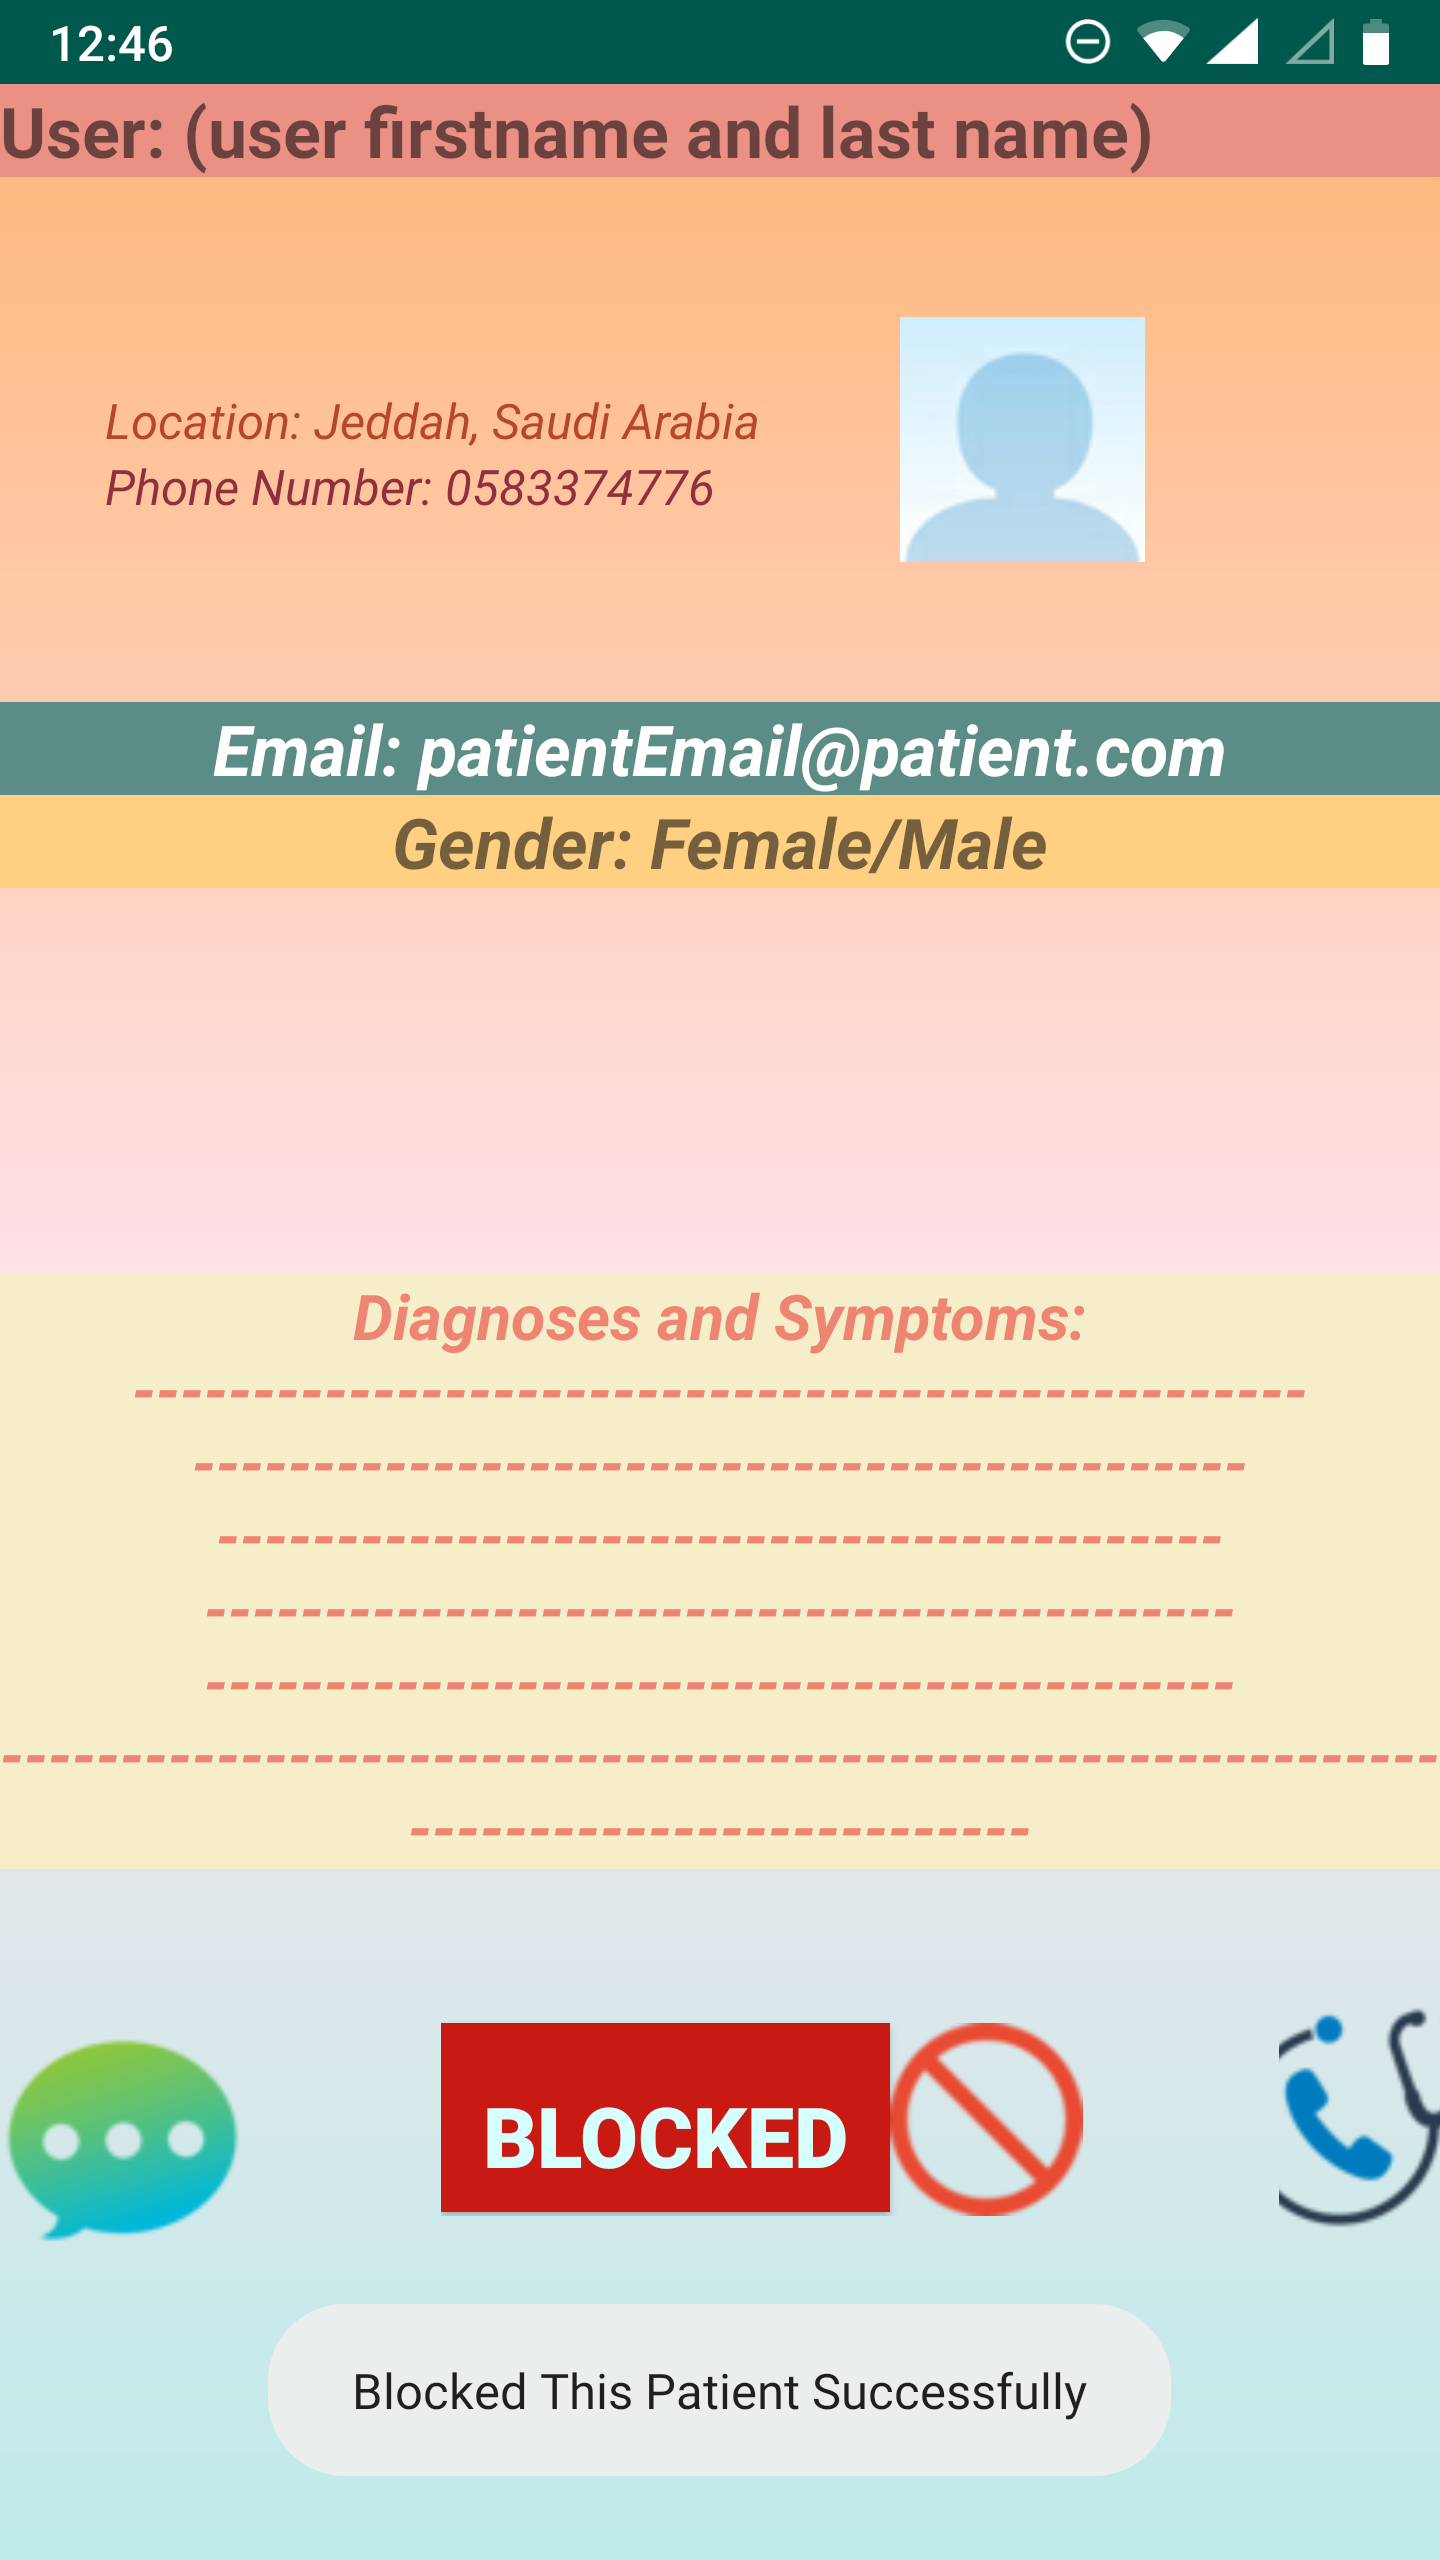 12:46
User: (user firstname and last name)
Location: Jeddah, Saudi Arabia
Phone Number: 0583374776
Email: patientEmail@patient.com
Gender: Female/Male
Diagnoses and Symptoms:
-------------------------------------------------
--------------------------------------------
------------------------------------------
-------------------------------------------
-------------------------------------------
------------------------------------------------------------
--------------------------
BLOCKED
Blocked This Patient Successfully